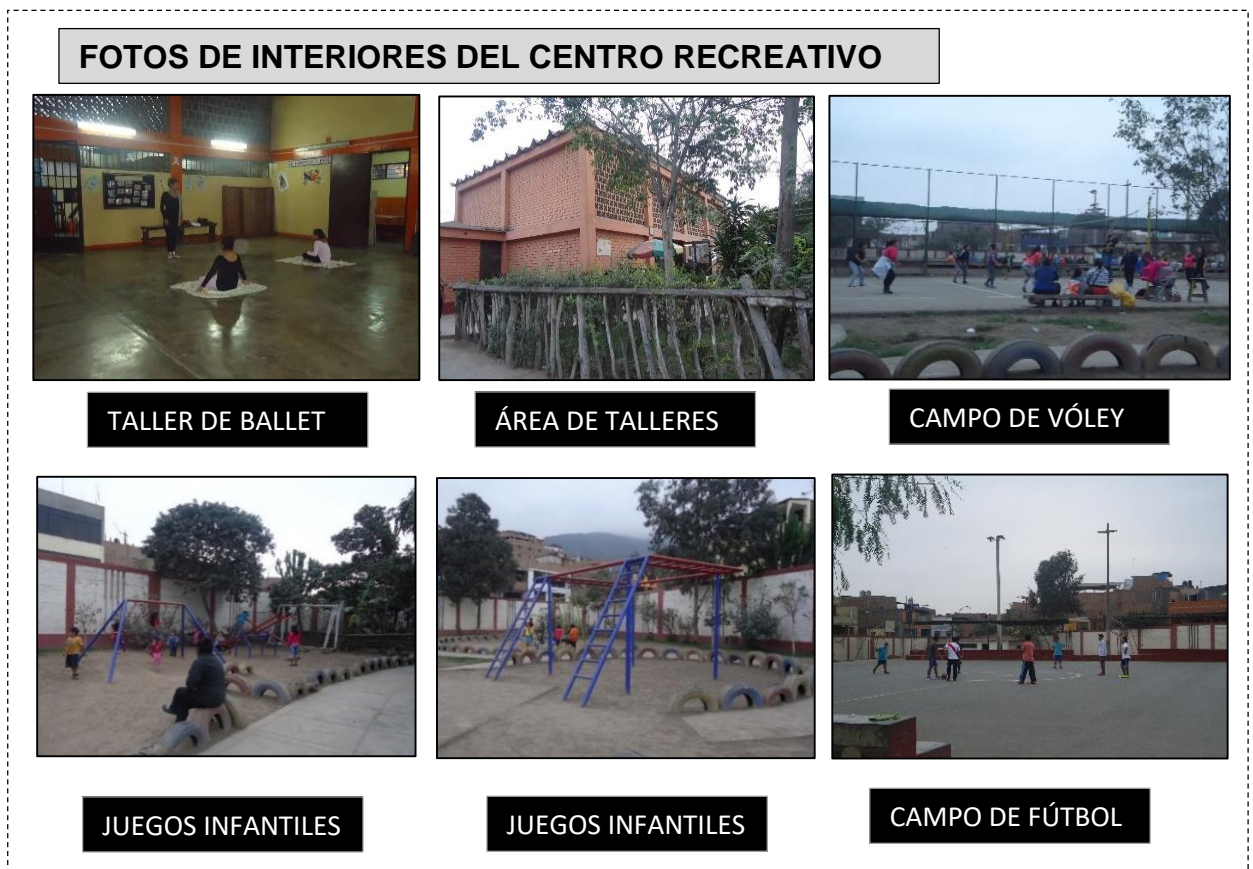 FOTOS DE INTERIORES DEL CENTRO RECREATIVO
TALLER DE BALLET
ÁREA DE TALLERES
CAMPO DE VÓLEY
JUEGOS INFANTILES
JUEGOS INFANTILES
CAMPO DE FÚTBOL